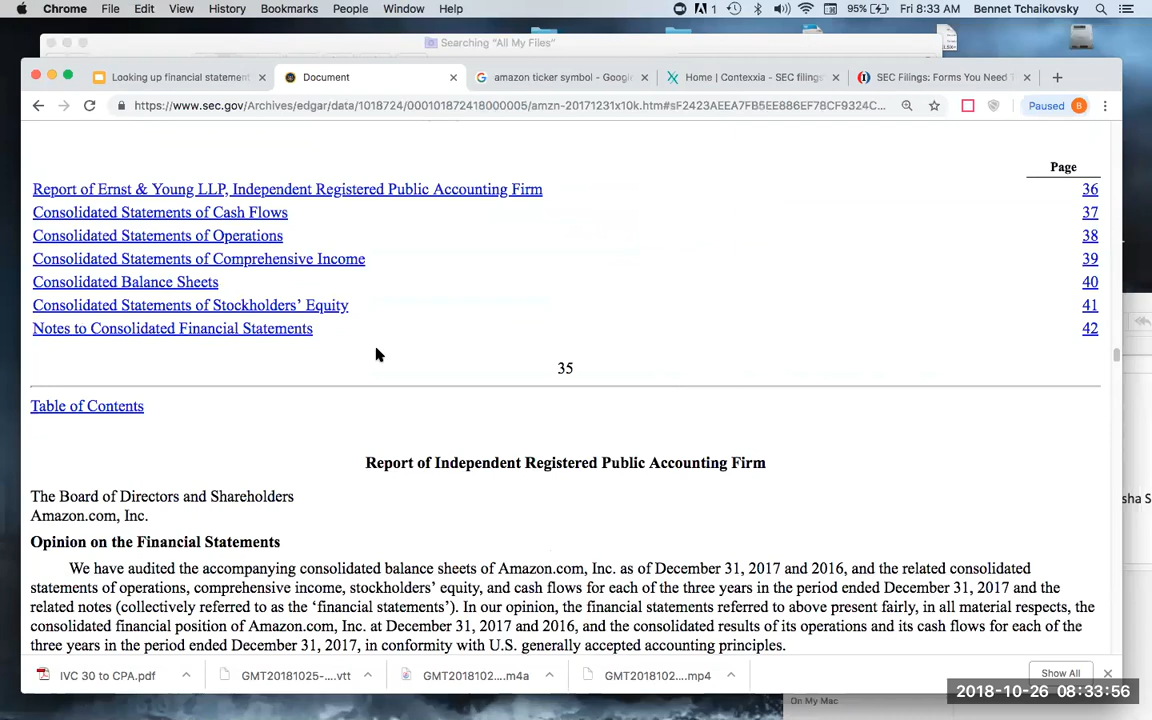 Chrome File Edit View History Bookmarks People Window Help 1 95% Fri 8:33 AM Bennet Tchaikovsky
Searching "All My Files"
Looking up financial statement Document amazon ticker symbol - Google Home | Contexxia - SEC filings SEC Filings: Forms You Need T
https://www.sec.gov/Archives/edgar/data/1018724/000101872418000005/amzn-20171231x10k.htm#sF2423AEEA7FB5EE886EF78CF9324C... Paused B
Page
Report of Ernst & Young LLP, Independent Registered Public Accounting Firm 36
Consolidated Statements of Cash Flows 37
Consolidated Statements of Operations 38
Consolidated Statements of Comprehensive Income 39
Consolidated Balance Sheets 40
Consolidated Statements of Stockholders' Equity 41
Notes to Consolidated Financial Statements 42
35
Table of Contents
Report of Independent Registered Public Accounting Firm
The Board of Directors and Shareholders
Amazon.com, Inc.
Opinion on the Financial Statements
We have audited the accompanying consolidated balance sheets of Amazon.com, Inc. as of December 31, 2017 and 2016, and the related consolidated
statements of operations, comprehensive income, stockholders' equity, and cash flows for each of the three years in the period ended December 31, 2017 and the
related notes (collectively referred to as the 'financial statements'). In our opinion, the financial statements referred to above present fairly, in all material respects, the
consolidated financial position of Amazon.com, Inc. at December 31, 2017 and 2016, and the consolidated results of its operations and its cash flows for each of the
three years in the period ended December 31, 2017, in conformity with U.S. generally accepted accounting principles.
IVC 30 to CPA.pdf GMT20181025-....vtt GMT2018102....m4a GMT2018102....mp4 Show All
2018-10-26 08:33:56
On My Mac
sha S